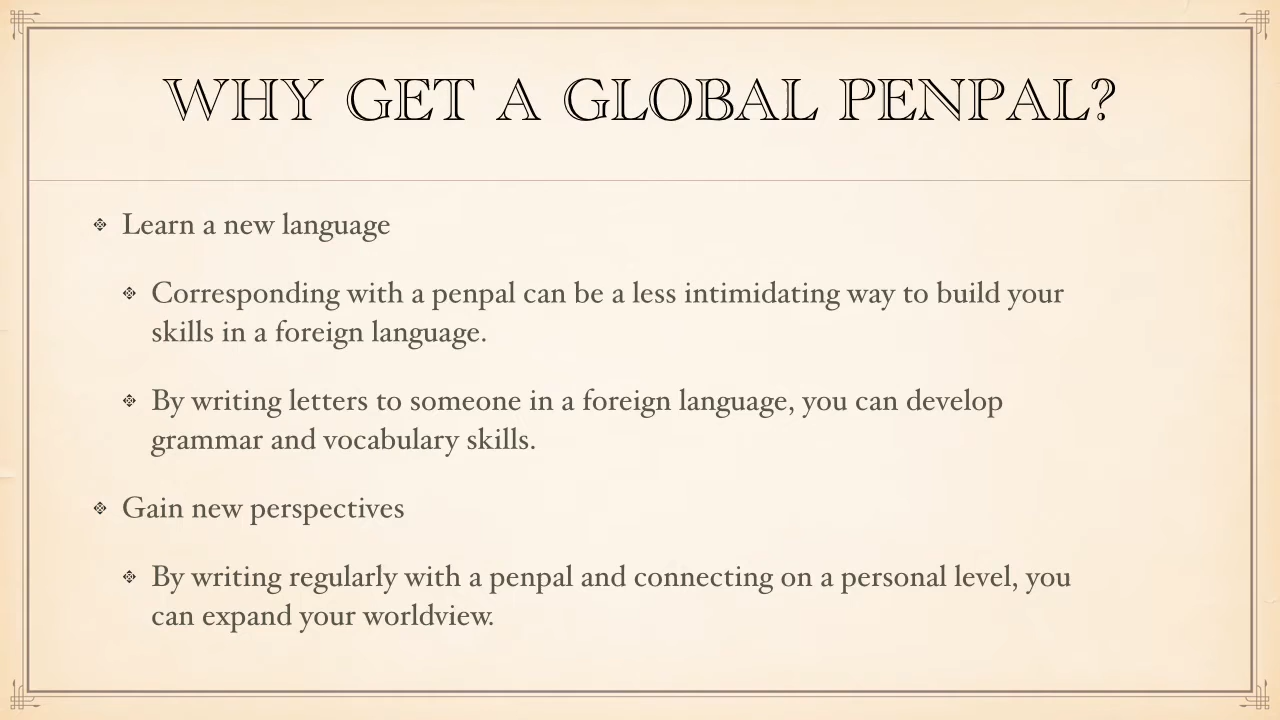 WHY GET A GLOBAL PENPAL?
Learn a new language
Corresponding with a penpal can be a less intimidating way to build your
skills in a foreign language.
By writing letters to someone in a foreign language, you can develop
grammar and vocabulary skills.
Gain new perspectives
By writing regularly with a penpal and connecting on a personal level, you
can expand your worldview.